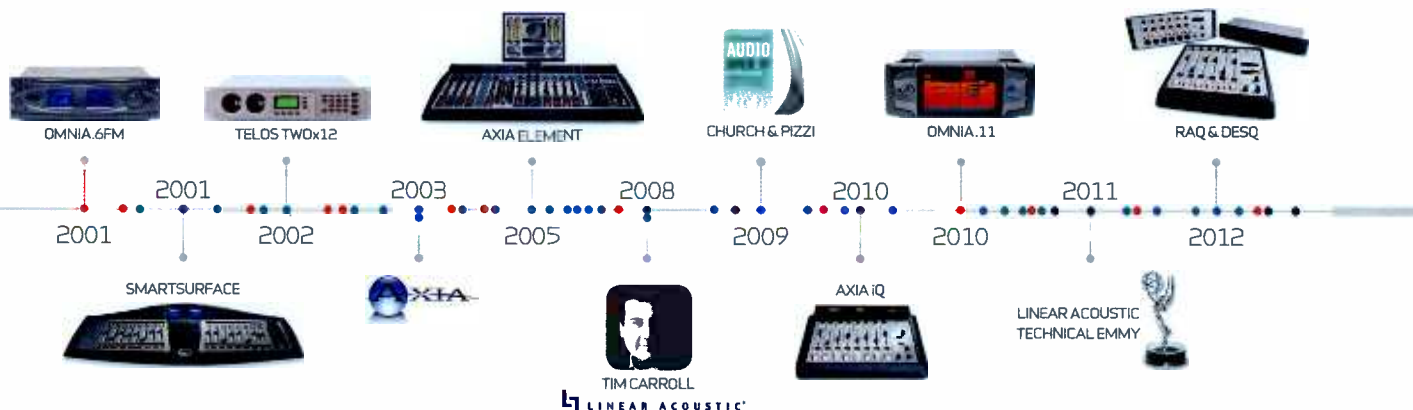 AUDIO
OMNIA.6FM
TELOS TWOx12
AXIA ELEMENT
CHURCH & PIZZI
OMNIA.11
RAQ & DESQ
2001
2003
2008
2010
2011
2001
2002
2005
2009
2010
2012
SMARTSURFACE
AXIA
TIM CARROLL
LINEAR ACOUSTIC
AXIA iQ
LINEAR ACOUSTIC
TECHNICAL EMMY